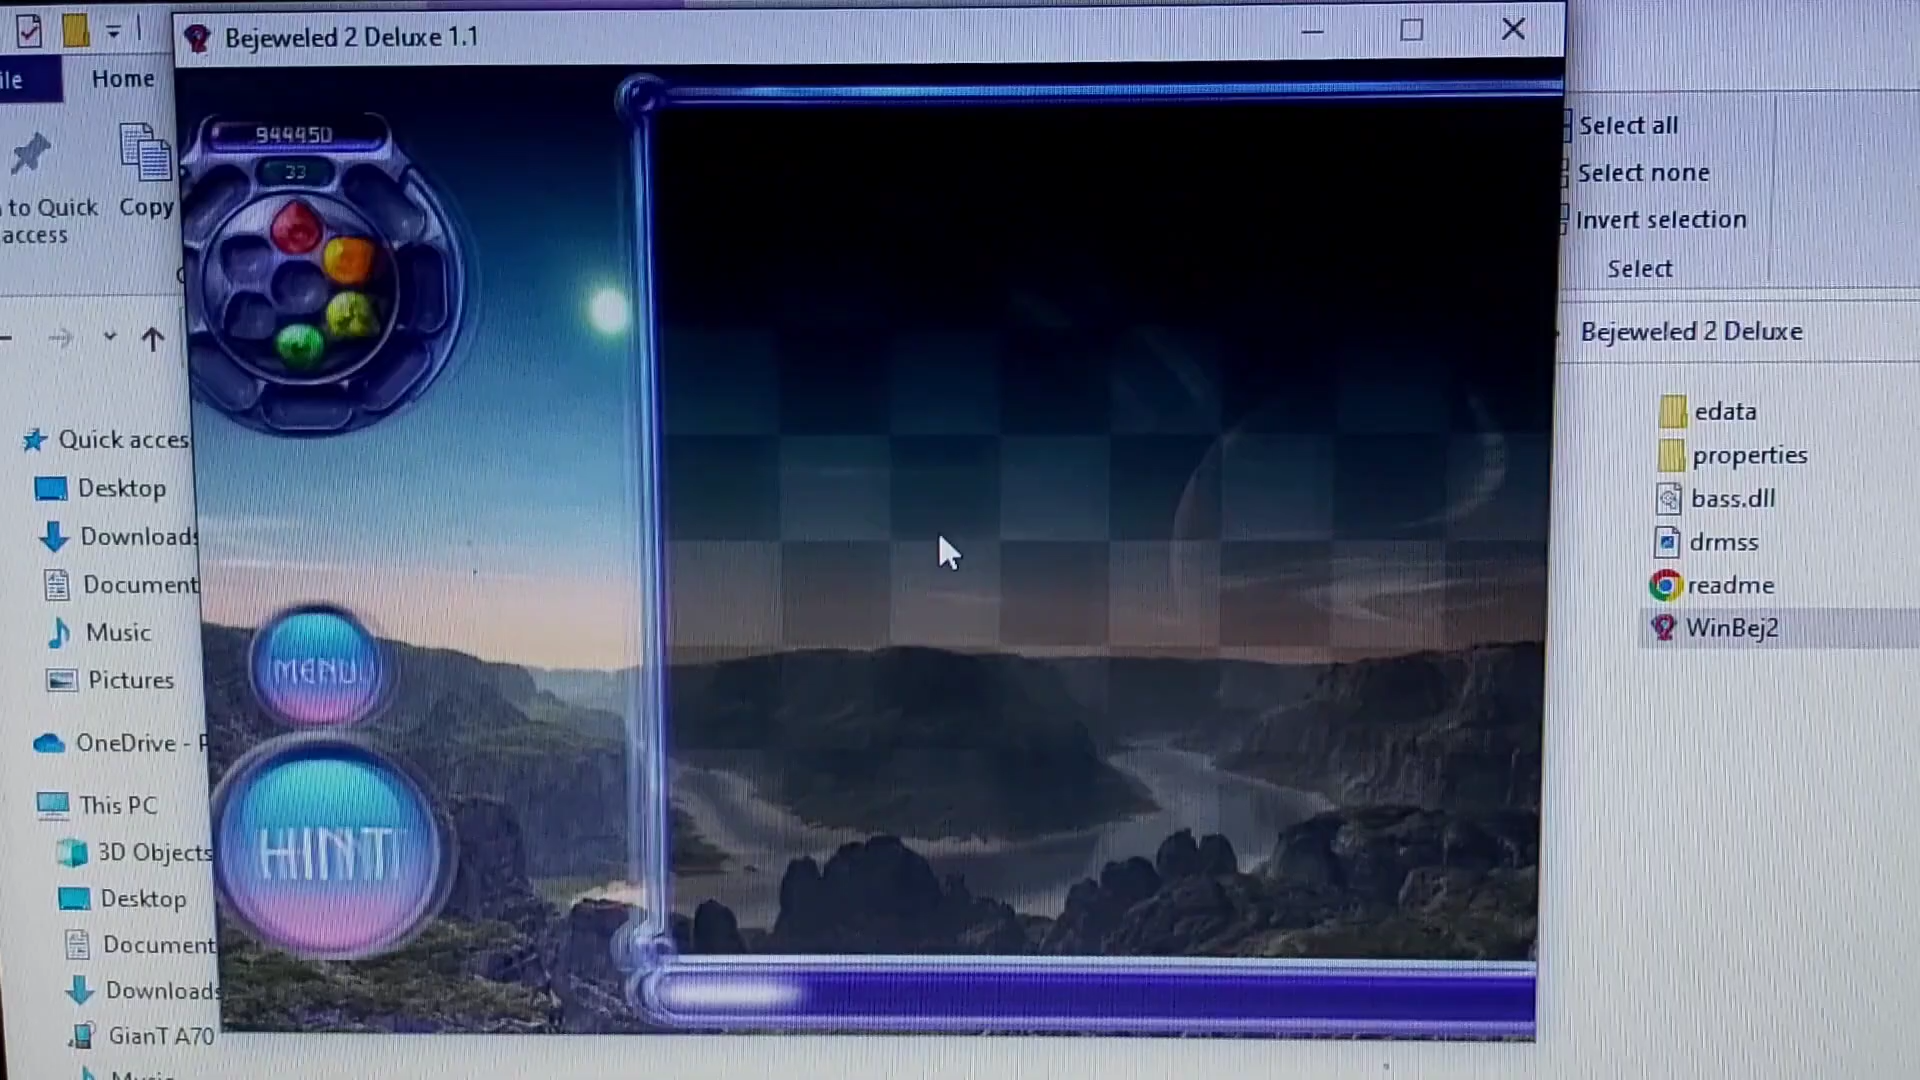 Bejeweled 2 Deluxe 1.1
ile
Home
to Quick
access
Copy
Select all
Select none
Invert selection
Select
944450
33
Bejeweled 2 Deluxe
Quick acces
Desktop
Downloads
Document
Music
Pictures
OneDrive -
This PC
3D Objects
Desktop
Document
Downloads
GianT A70
Music
MENU
HINT
edata
properties
bass.dll
drmss
readme
WinBej2